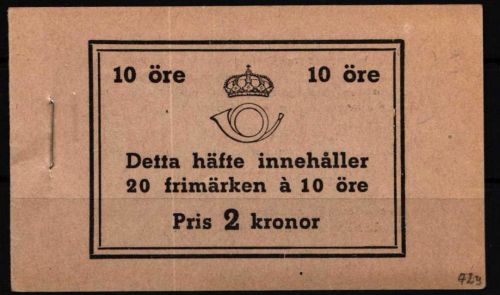 10 öre 10 öre
Detta häfte innehåller
20 frimärken à 10 öre
Pris 2 kronor